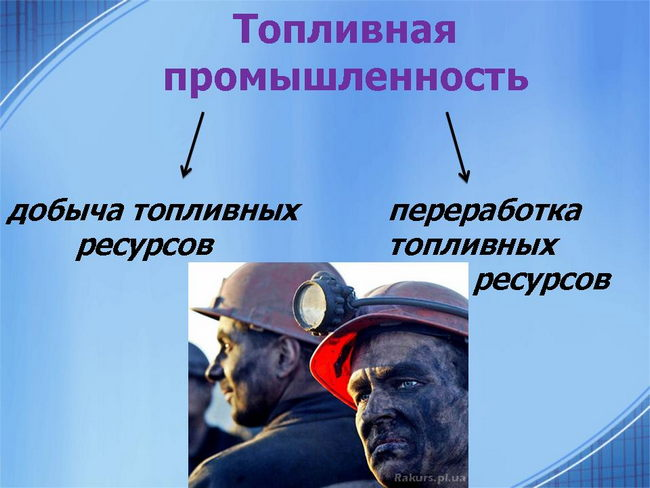 Топливная
промышленность
добыча топливных
ресурсов
переработка
топливных
ресурсов
Rakurs.pl.ua